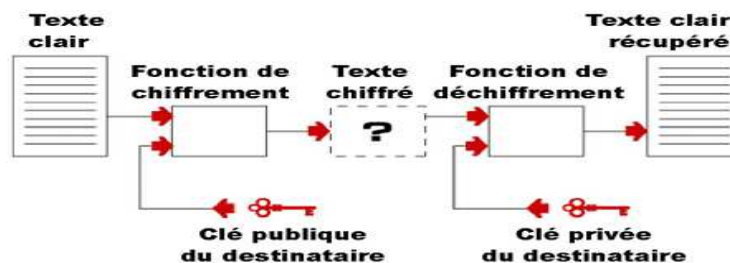 Texte
clair
Texte clair
récupéré
Fonction de
chiffrement
Texte
chiffré
Fonction de
déchiffrement
?
Clé publique
du destinataire
Clé privée
du destinataire